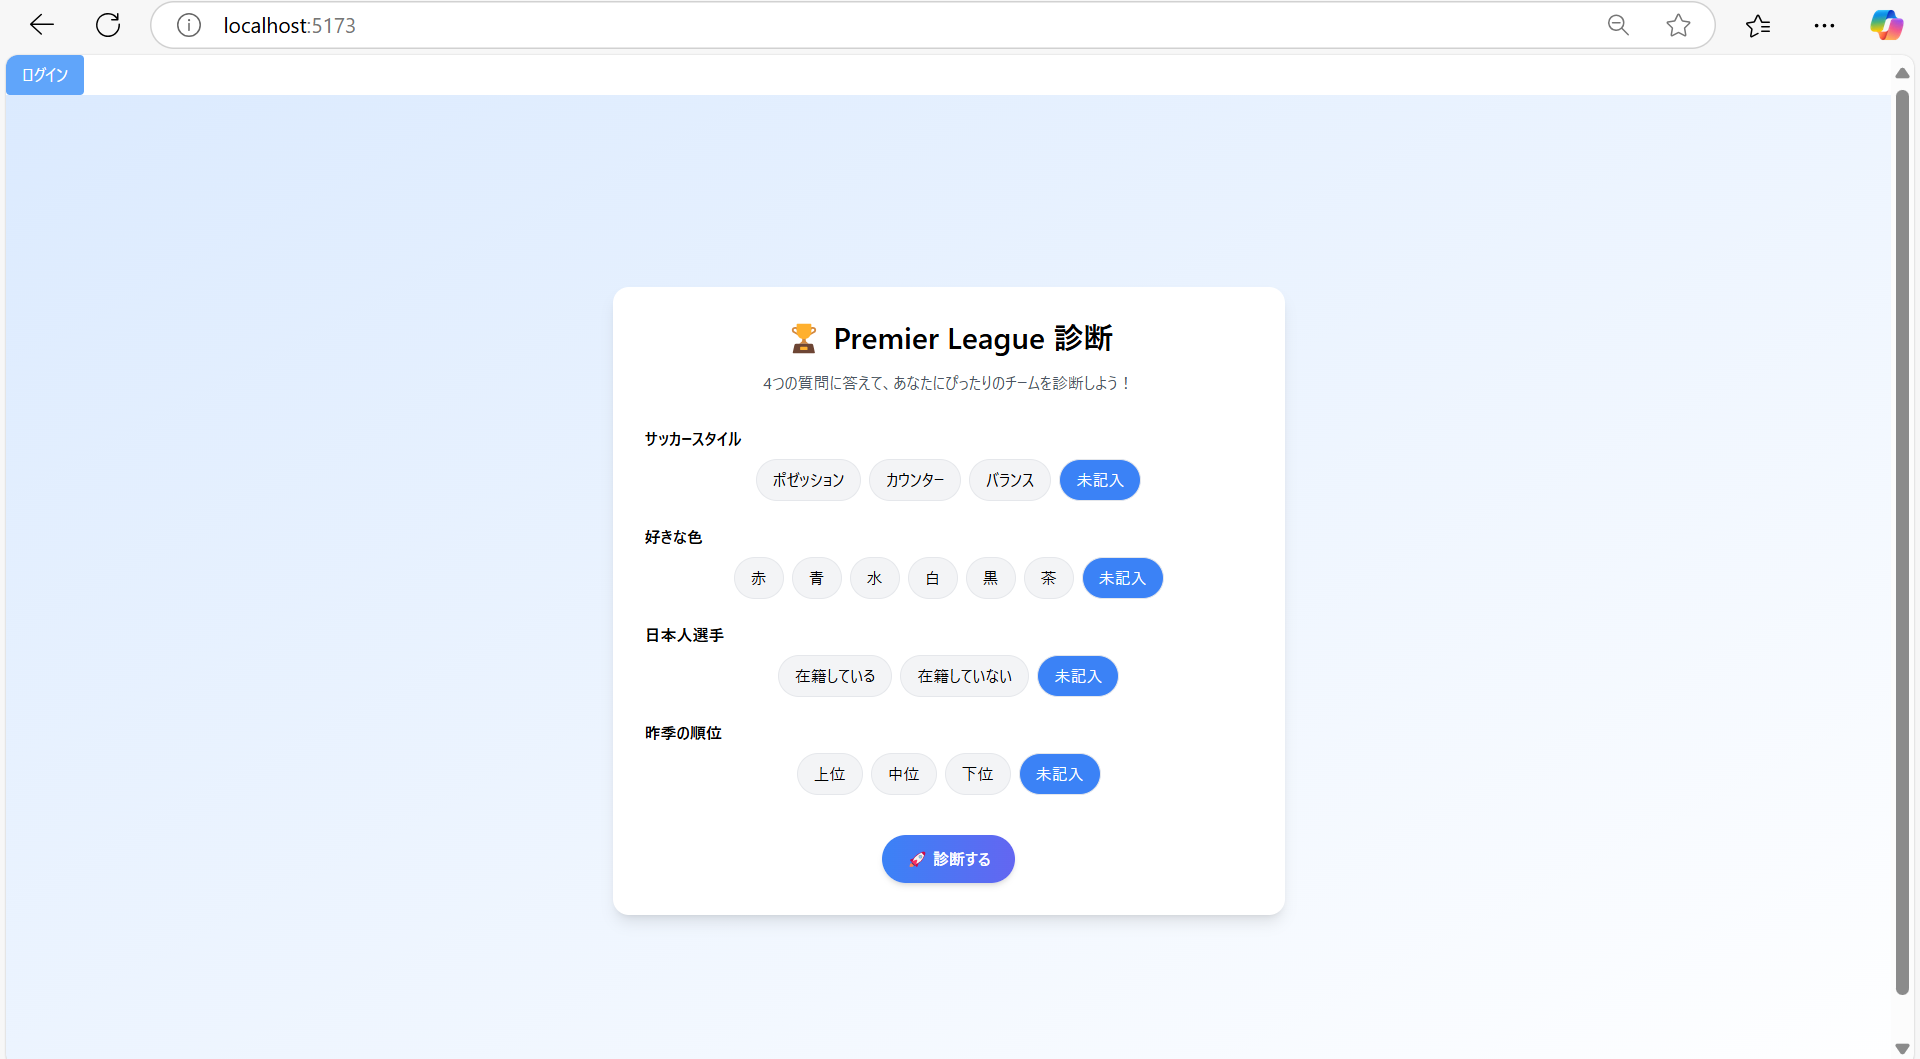 localhost:5173
ログイン
🏆 Premier League 診断
4つの質問に答えて、あなたにぴったりのチームを診断しよう！
サッカースタイル
ポゼッション カウンター バランス 未記入
好きな色
赤 青 水 白 黒 茶 未記入
日本人選手
在籍している 在籍していない 未記入
昨季の順位
上位 中位 下位 未記入
🚀 診断する